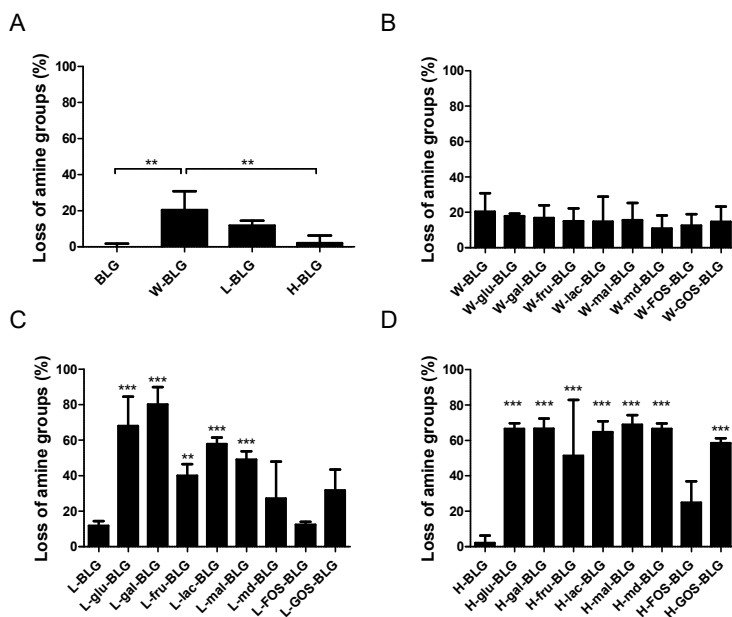 A
Loss of amine groups (%)
100
80
60
40
20
0
**
**
BLG
W-BLG
L-BLG
H-BLG
B
Loss of amine groups (%)
100
80
60
40
20
0
W-BLG
W-glu-BLG
W-gal-BLG
W-fru-BLG
W-lac-BLG
W-mal-BLG
W-md-BLG
W-FOS-BLG
W-GOS-BLG
C
Loss of amine groups (%)
100
80
60
40
20
0
***
***
**
***
***
L-BLG
L-glu-BLG
L-gal-BLG
L-fru-BLG
L-lac-BLG
L-mal-BLG
L-md-BLG
L-FOS-BLG
L-GOS-BLG
D
Loss of amine groups (%)
100
80
60
40
20
0
***
***
***
***
***
***
***
H-BLG
H-glu-BLG
H-gal-BLG
H-fru-BLG
H-lac-BLG
H-mal-BLG
H-md-BLG
H-FOS-BLG
H-GOS-BLG